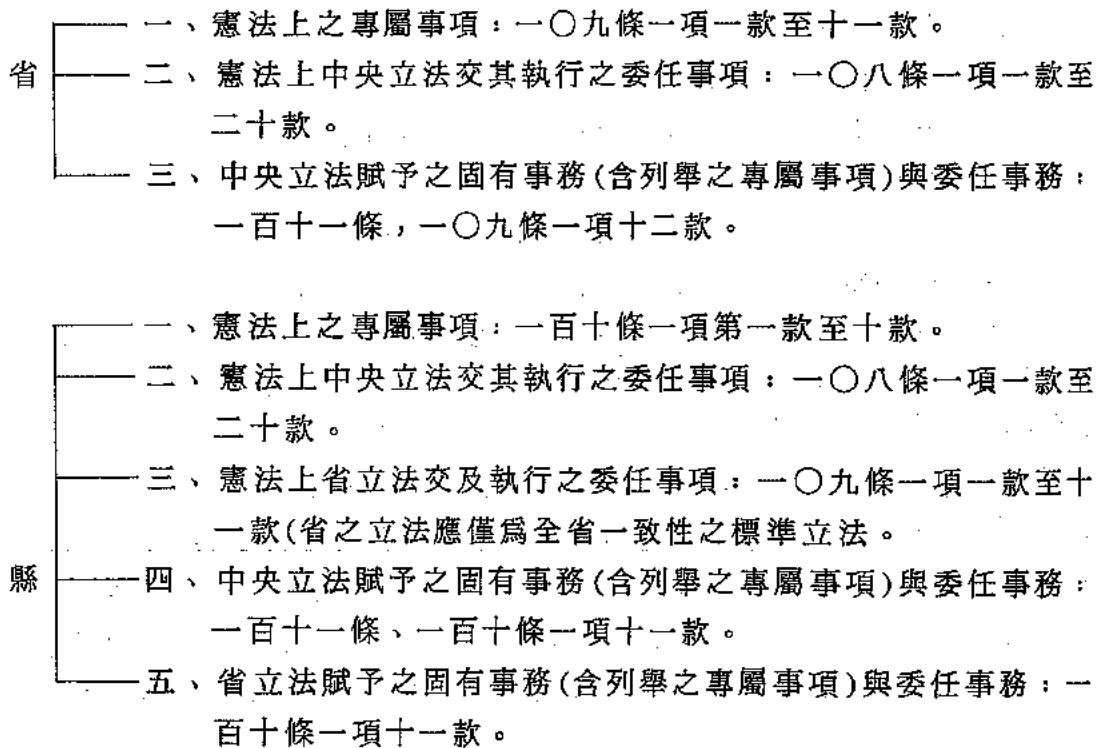 省
一、憲法上之專屬事項：一〇九條一項一款至十一款。
二、憲法上中央立法交其執行之委任事項：一〇八條一項一款至
二十款。
三、中央立法賦予之固有事務(含列舉之專屬事項)與委任事務：
一百十一條，一〇九條一項十二款。
縣
一、憲法上之專屬事項：一百十條一項第一款至十款。
二、憲法上中央立法交其執行之委任事項：一〇八條一項一款至
二十款。
三、憲法上省立法交及執行之委任事項：一〇九條一項一款至十
一款(省之立法應僅爲全省一致性之標準立法。
四、中央立法賦予之固有事務(含列舉之專屬事項)與委任事務：
一百十一條、一百十條一項十一款。
五、省立法賦予之固有事務(含列舉之專屬事項)與委任事務：一
百十條一項十一款。